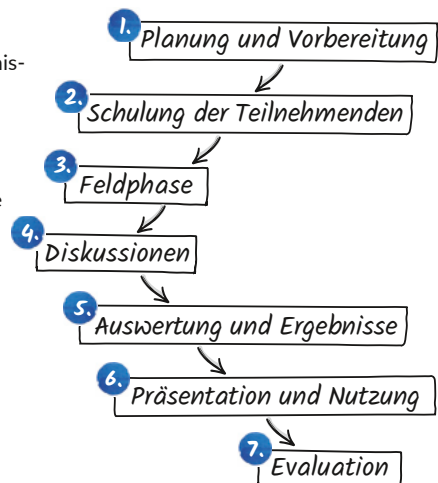 1. Planung und Vorbereitung
nis-
2. Schulung der Teilnehmenden
3. Feldphase
e
4. Diskussionen
5. Auswertung und Ergebnisse
6. Präsentation und Nutzung
7. Evaluation